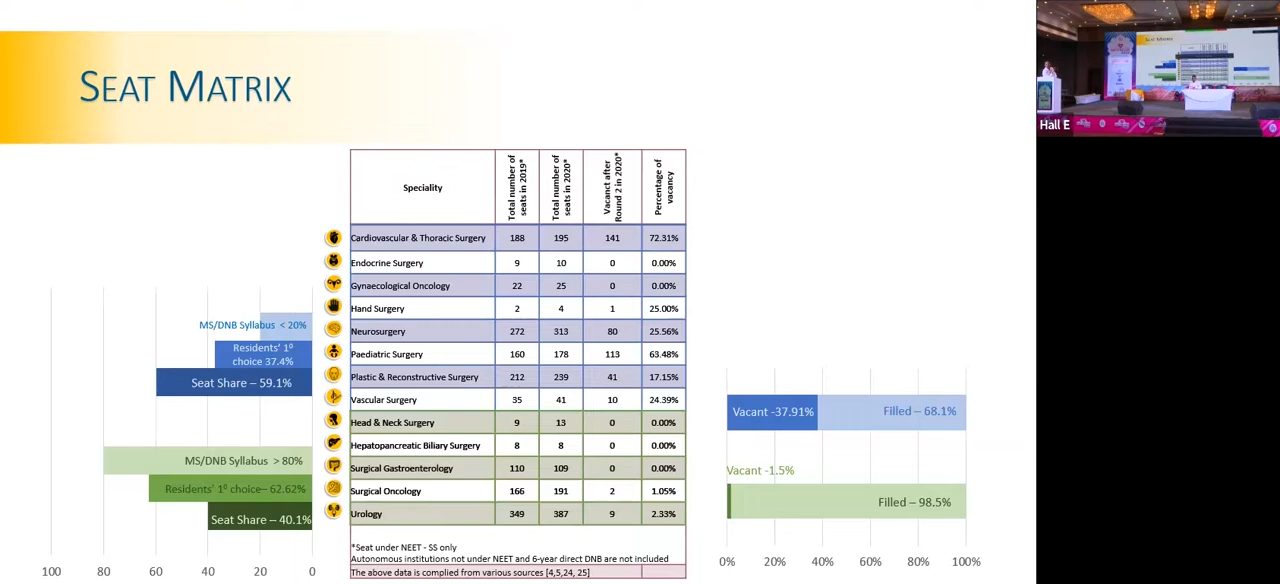 SEAT MATRIX
Speciality | Total number of seats in 2019* | Total number of seats in 2020* | Vacanct after Round 2 in 2020* | Percentage of vacancy
Cardiovascular & Thoracic Surgery | 188 | 195 | 141 | 72.31%
Endocrine Surgery | 9 | 10 | 0 | 0.00%
Gynaecological Oncology | 22 | 25 | 0 | 0.00%
Hand Surgery | 2 | 4 | 1 | 25.00%
Neurosurgery | 272 | 313 | 80 | 25.56%
Paediatric Surgery | 160 | 178 | 113 | 63.48%
Plastic & Reconstructive Surgery | 212 | 239 | 41 | 17.15%
Vascular Surgery | 35 | 41 | 10 | 24.39%
Head & Neck Surgery | 9 | 13 | 0 | 0.00%
Hepatopancreatic Biliary Surgery | 8 | 8 | 0 | 0.00%
Surgical Gastroenterology | 110 | 109 | 0 | 0.00%
Surgical Oncology | 166 | 191 | 2 | 1.05%
Urology | 349 | 387 | 9 | 2.33%
*Seat under NEET - SS only
Autonomous institutions not under NEET and 6-year direct DNB are not included
The above data is complied from various sources [4,5,24, 25]
MS/DNB Syllabus < 20%
Residents' 1⁰
choice 37.4%
Seat Share – 59.1%
MS/DNB Syllabus > 80%
Residents' 1⁰ choice– 62.62%
Seat Share – 40.1%
100 80 60 40 20 0
Vacant -37.91% Filled – 68.1%
Vacant -1.5%
Filled – 98.5%
0% 20% 40% 60% 80% 100%
SEAT MATRIX
Hall E